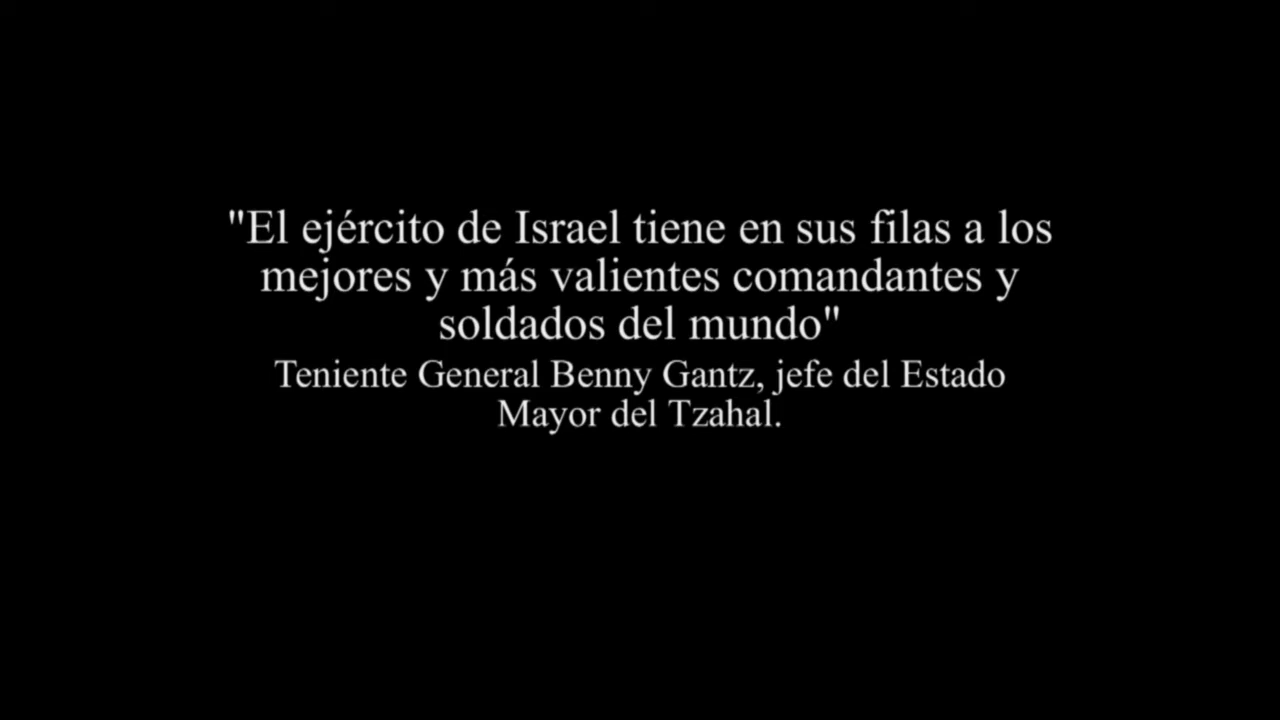 "El ejército de Israel tiene en sus filas a los
mejores y más valientes comandantes y
soldados del mundo"
Teniente General Benny Gantz, jefe del Estado
Mayor del Tzahal.